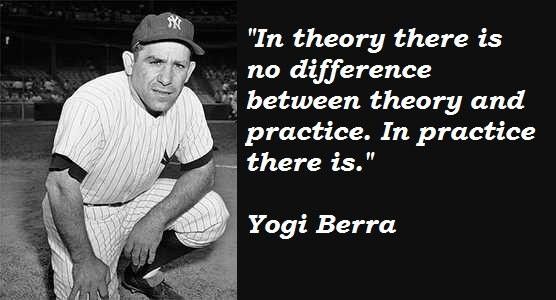 "In theory there is
no difference
between theory and
practice. In practice
there is."
Yogi Berra